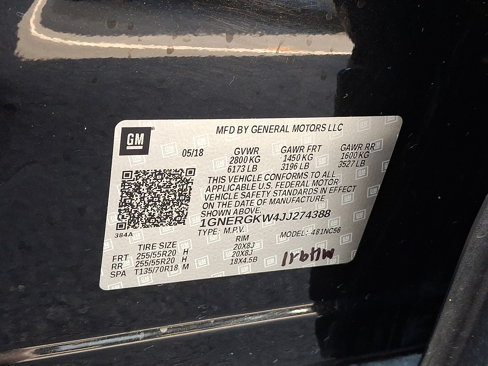 GM
MFD BY GENERAL MOTORS LLC
05/18 GVWR GAWR FRT GAWR RR
2800 KG 1450 KG 1600 KG
6173 LB 3196 LB 3527 LB
THIS VEHICLE CONFORMS TO ALL
APPLICABLE U.S. FEDERAL MOTOR
VEHICLE SAFETY STANDARDS IN EFFECT
ON THE DATE OF MANUFACTURE
SHOWN ABOVE.
1GNERGKW4JJ274388
384A TYPE: M.P.V. MODEL: 481NC56
TIRE SIZE RIM
FRT 255/55R20 H 20X8J
RR 255/55R20 H 20X8J
SPA T135/70R18 M 18X4.5B